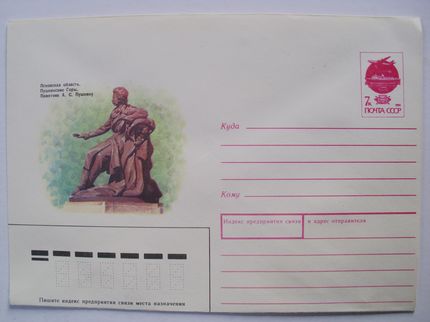 Псковская область.
Пушкинские Горы.
Памятник А. С. Пушкину
7к
ПОЧТА СССР
Куда
Кому
Индекс предприятия связи и адрес отправителя
Пишите индекс предприятия связи места назначения